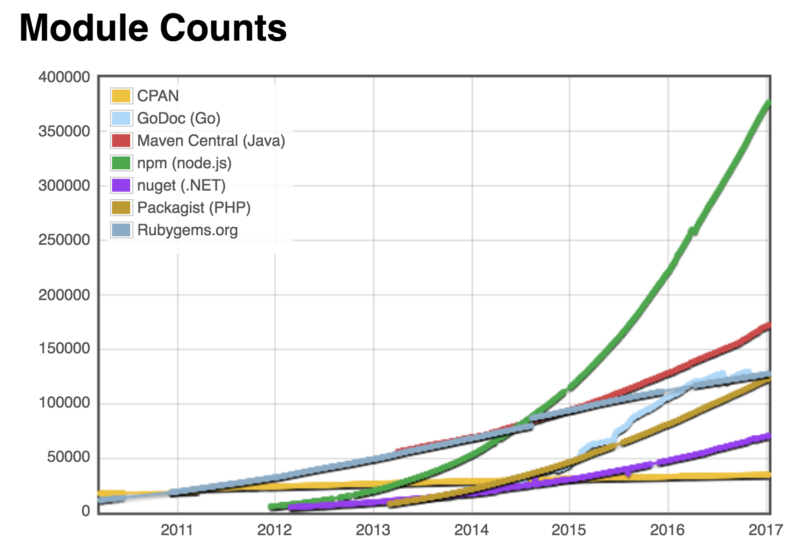 Module Counts
400000
350000
300000
250000
200000
150000
100000
50000
0
CPAN
GoDoc (Go)
Maven Central (Java)
npm (node.js)
nuget (.NET)
Packagist (PHP)
Rubygems.org
2011 2012 2013 2014 2015 2016 2017